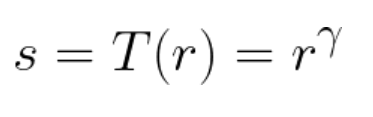 s = T(r) = r^γ